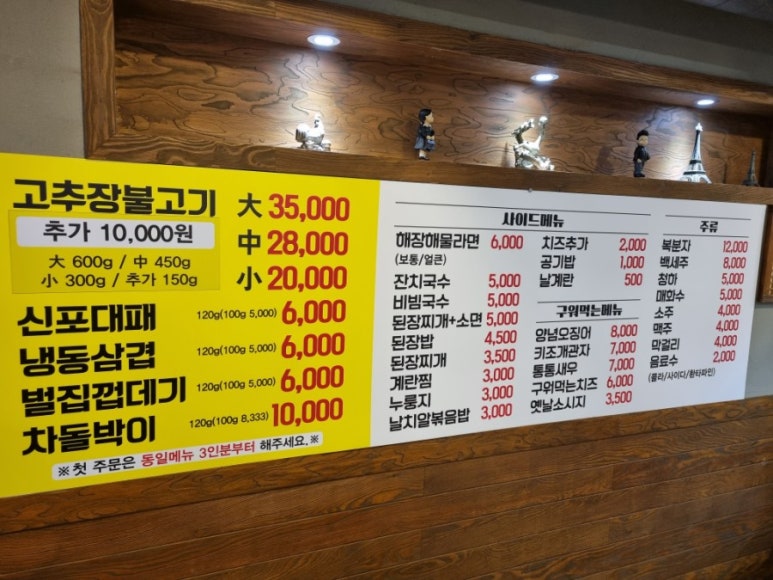 고추장불고기
추가 10,000원
大 600g / 中 450g
小 300g / 추가 150g
大 35,000
中 28,000
小 20,000
신포대패 120g(100g 5,000) 6,000
냉동삼겹 120g(100g 5,000) 6,000
벌집껍데기 120g(100g 5,000) 6,000
차돌박이 120g(100g 8,333) 10,000
※첫 주문은 동일메뉴 3인분부터 해주세요.※
사이드메뉴
해장해물라면 6,000
(보통/얼큰)
잔치국수 5,000
비빔국수 5,000
된장찌개+소면 5,000
된장밥 4,500
된장찌개 3,500
계란찜 3,000
누룽지 3,000
날치알볶음밥 3,000
치즈추가 2,000
공기밥 1,000
날계란 500
구워먹는메뉴
양념오징어 8,000
키조개관자 7,000
통통새우 7,000
구워먹는치즈 6,000
옛날소시지 3,500
주류
복분자 12,000
백세주 8,000
청하 5,000
매화수 5,000
소주 4,000
맥주 4,000
막걸리 4,000
음료수 2,000
(콜라/사이다/환타파인)